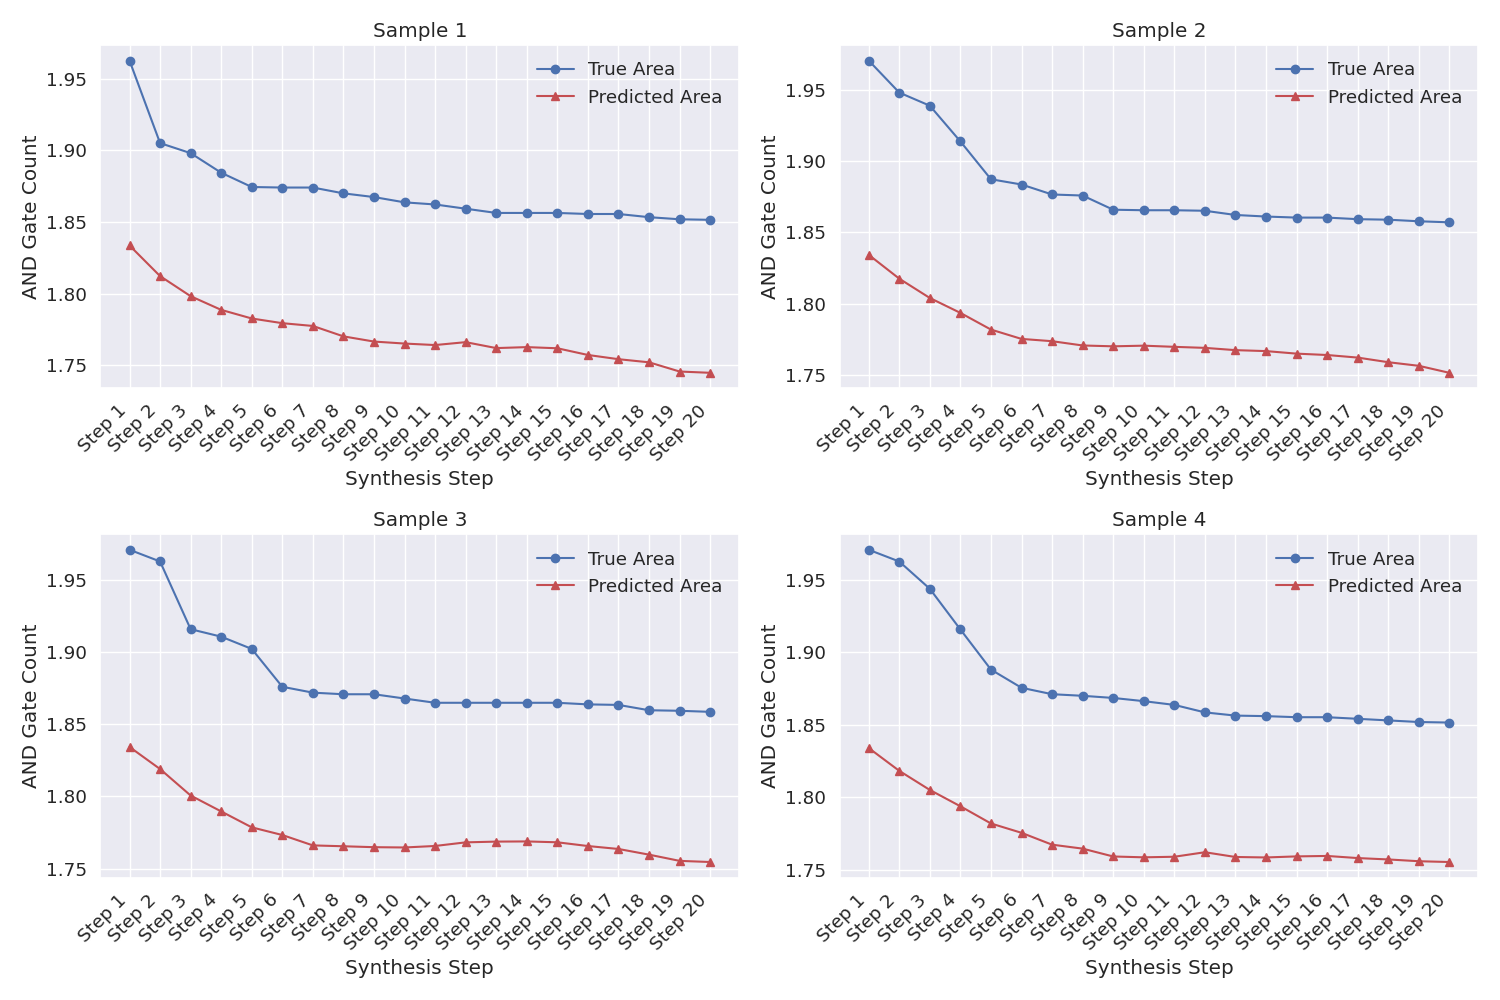 Sample 1
True Area
Predicted Area
AND Gate Count
1.95
1.90
1.85
1.80
1.75
Step 1
Step 2
Step 3
Step 4
Step 5
Step 6
Step 7
Step 8
Step 9
Step 10
Step 11
Step 12
Step 13
Step 14
Step 15
Step 16
Step 17
Step 18
Step 19
Step 20
Synthesis Step
Sample 2
True Area
Predicted Area
AND Gate Count
1.95
1.90
1.85
1.80
1.75
Step 1
Step 2
Step 3
Step 4
Step 5
Step 6
Step 7
Step 8
Step 9
Step 10
Step 11
Step 12
Step 13
Step 14
Step 15
Step 16
Step 17
Step 18
Step 19
Step 20
Synthesis Step
Sample 3
True Area
Predicted Area
AND Gate Count
1.95
1.90
1.85
1.80
1.75
Step 1
Step 2
Step 3
Step 4
Step 5
Step 6
Step 7
Step 8
Step 9
Step 10
Step 11
Step 12
Step 13
Step 14
Step 15
Step 16
Step 17
Step 18
Step 19
Step 20
Synthesis Step
Sample 4
True Area
Predicted Area
AND Gate Count
1.95
1.90
1.85
1.80
1.75
Step 1
Step 2
Step 3
Step 4
Step 5
Step 6
Step 7
Step 8
Step 9
Step 10
Step 11
Step 12
Step 13
Step 14
Step 15
Step 16
Step 17
Step 18
Step 19
Step 20
Synthesis Step